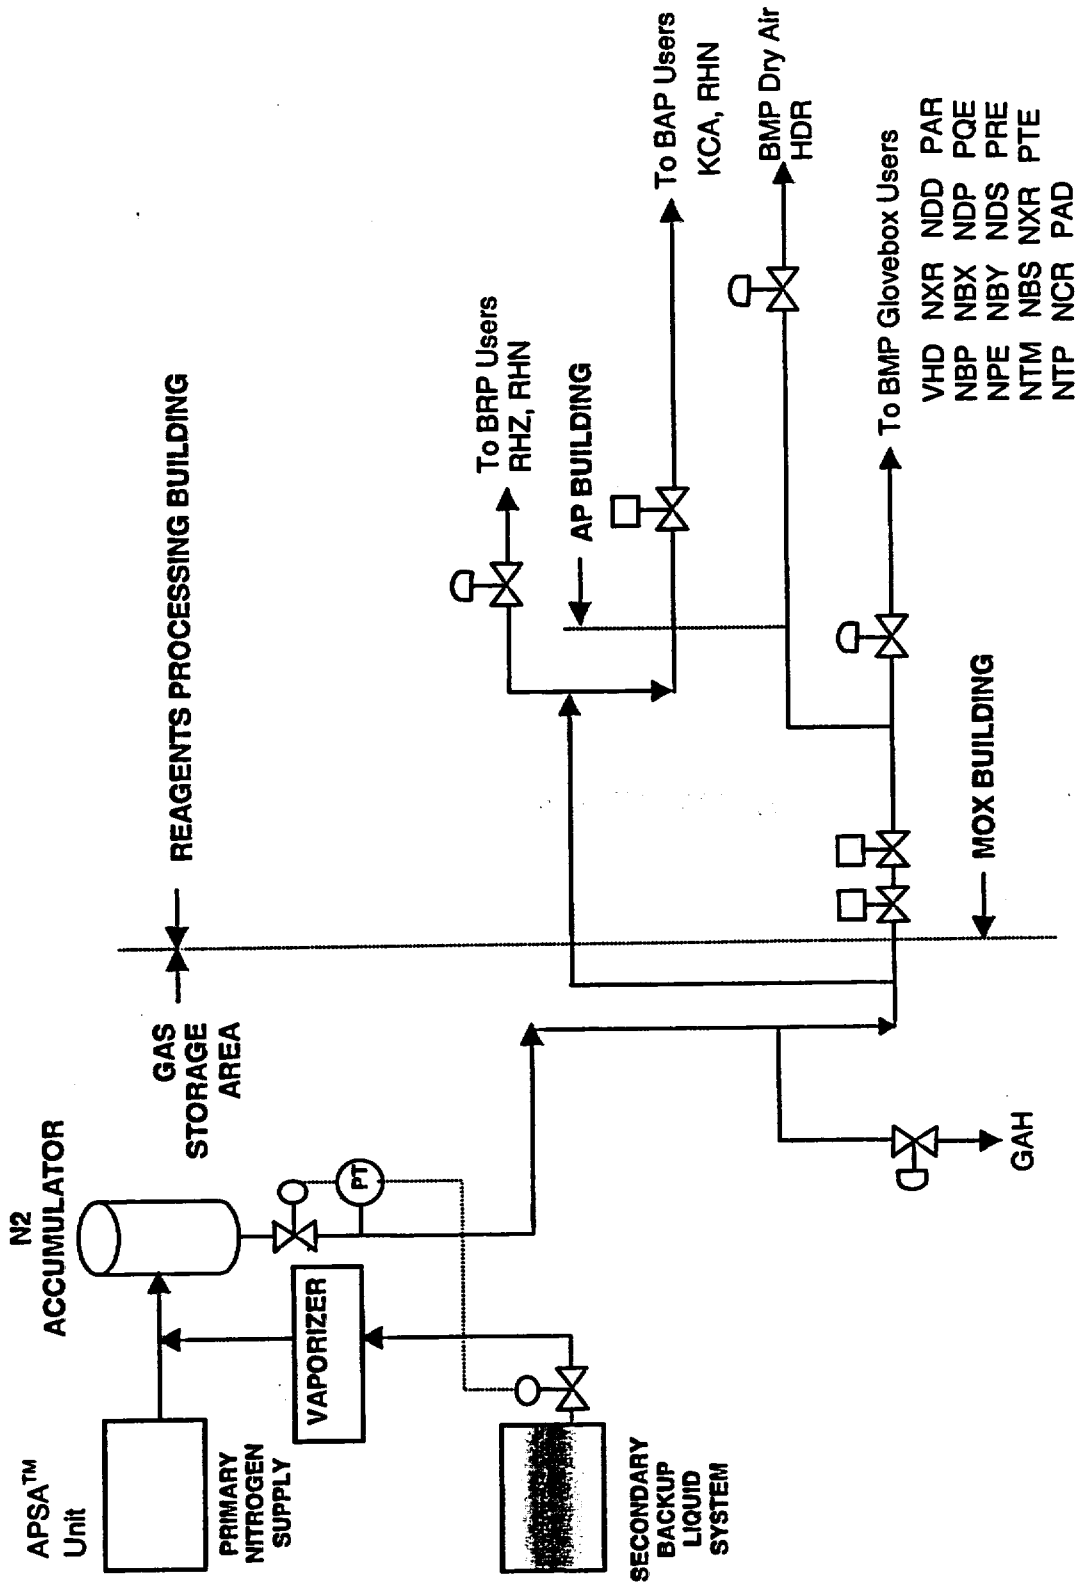 APSA™
Unit
PRIMARY
NITROGEN
SUPPLY
N2
ACCUMULATOR
VAPORIZER
PT
SECONDARY
BACKUP
LIQUID
SYSTEM
GAS
STORAGE
AREA
REAGENTS PROCESSING BUILDING
GAH
MOX BUILDING
AP BUILDING
To BRP Users
RHZ, RHN
To BAP Users
KCA, RHN
BMP Dry Air
HDR
To BMP Glovebox Users
VHD NXR NDD PAR
NBP NBX NDP PQE
NPE NBY NDS PRE
NTM NBS NXR PTE
NTP NCR PAD